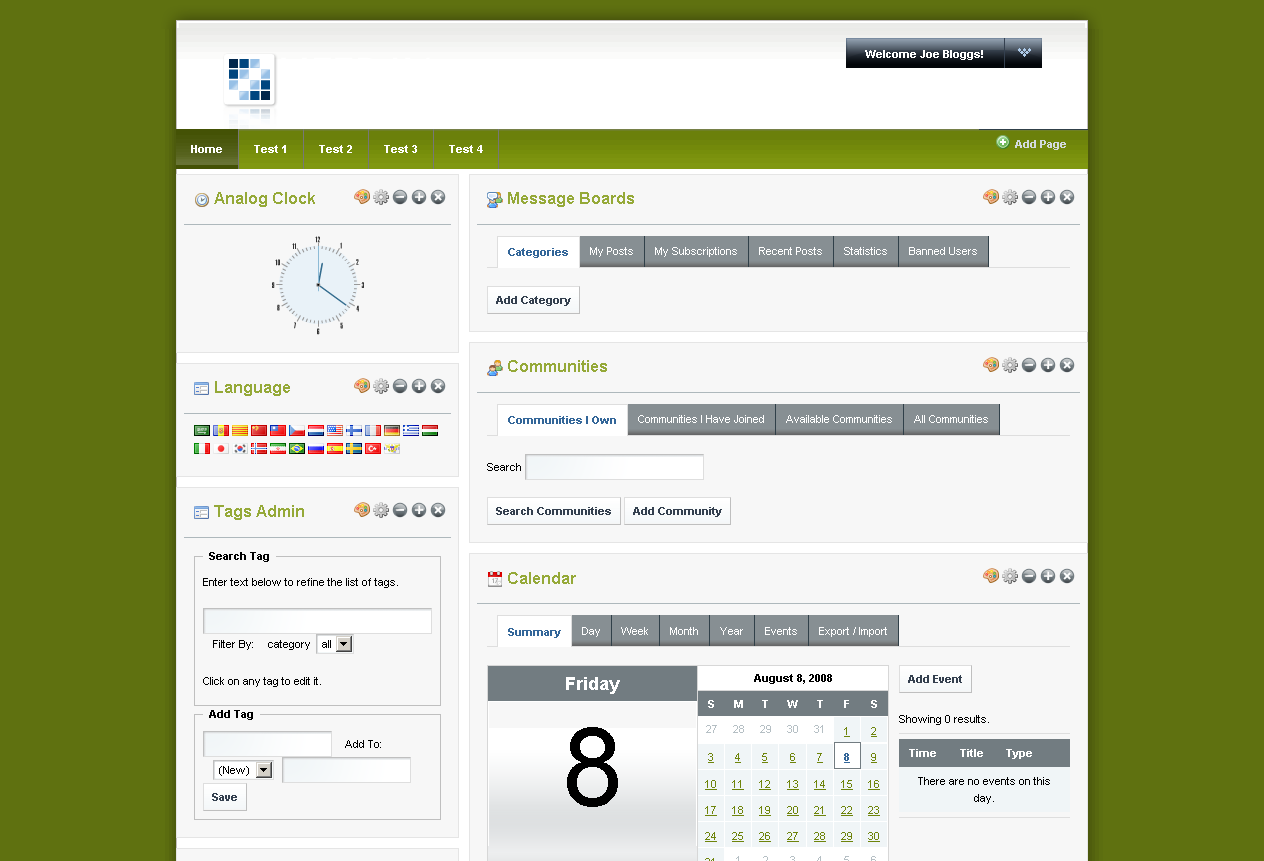 Welcome Joe Bloggs!
Home Test 1 Test 2 Test 3 Test 4 Add Page
Analog Clock
12
1
2
3
4
5
6
7
8
9
10
11
Language
Tags Admin
Search Tag
Enter text below to refine the list of tags.
Filter By: category all
Click on any tag to edit it.
Add Tag
Add To:
(New)
Save
Message Boards
Categories My Posts My Subscriptions Recent Posts Statistics Banned Users
Add Category
Communities
Communities I Own Communities I Have Joined Available Communities All Communities
Search
Search Communities Add Community
Calendar
Summary Day Week Month Year Events Export / Import
Friday
8
August 8, 2008
S M T W T F S
27 28 29 30 31 1 2
3 4 5 6 7 8 9
10 11 12 13 14 15 16
17 18 19 20 21 22 23
24 25 26 27 28 29 30
31 1 2 3 4 5 6
Add Event
Showing 0 results.
Time Title Type
There are no events on this
day.